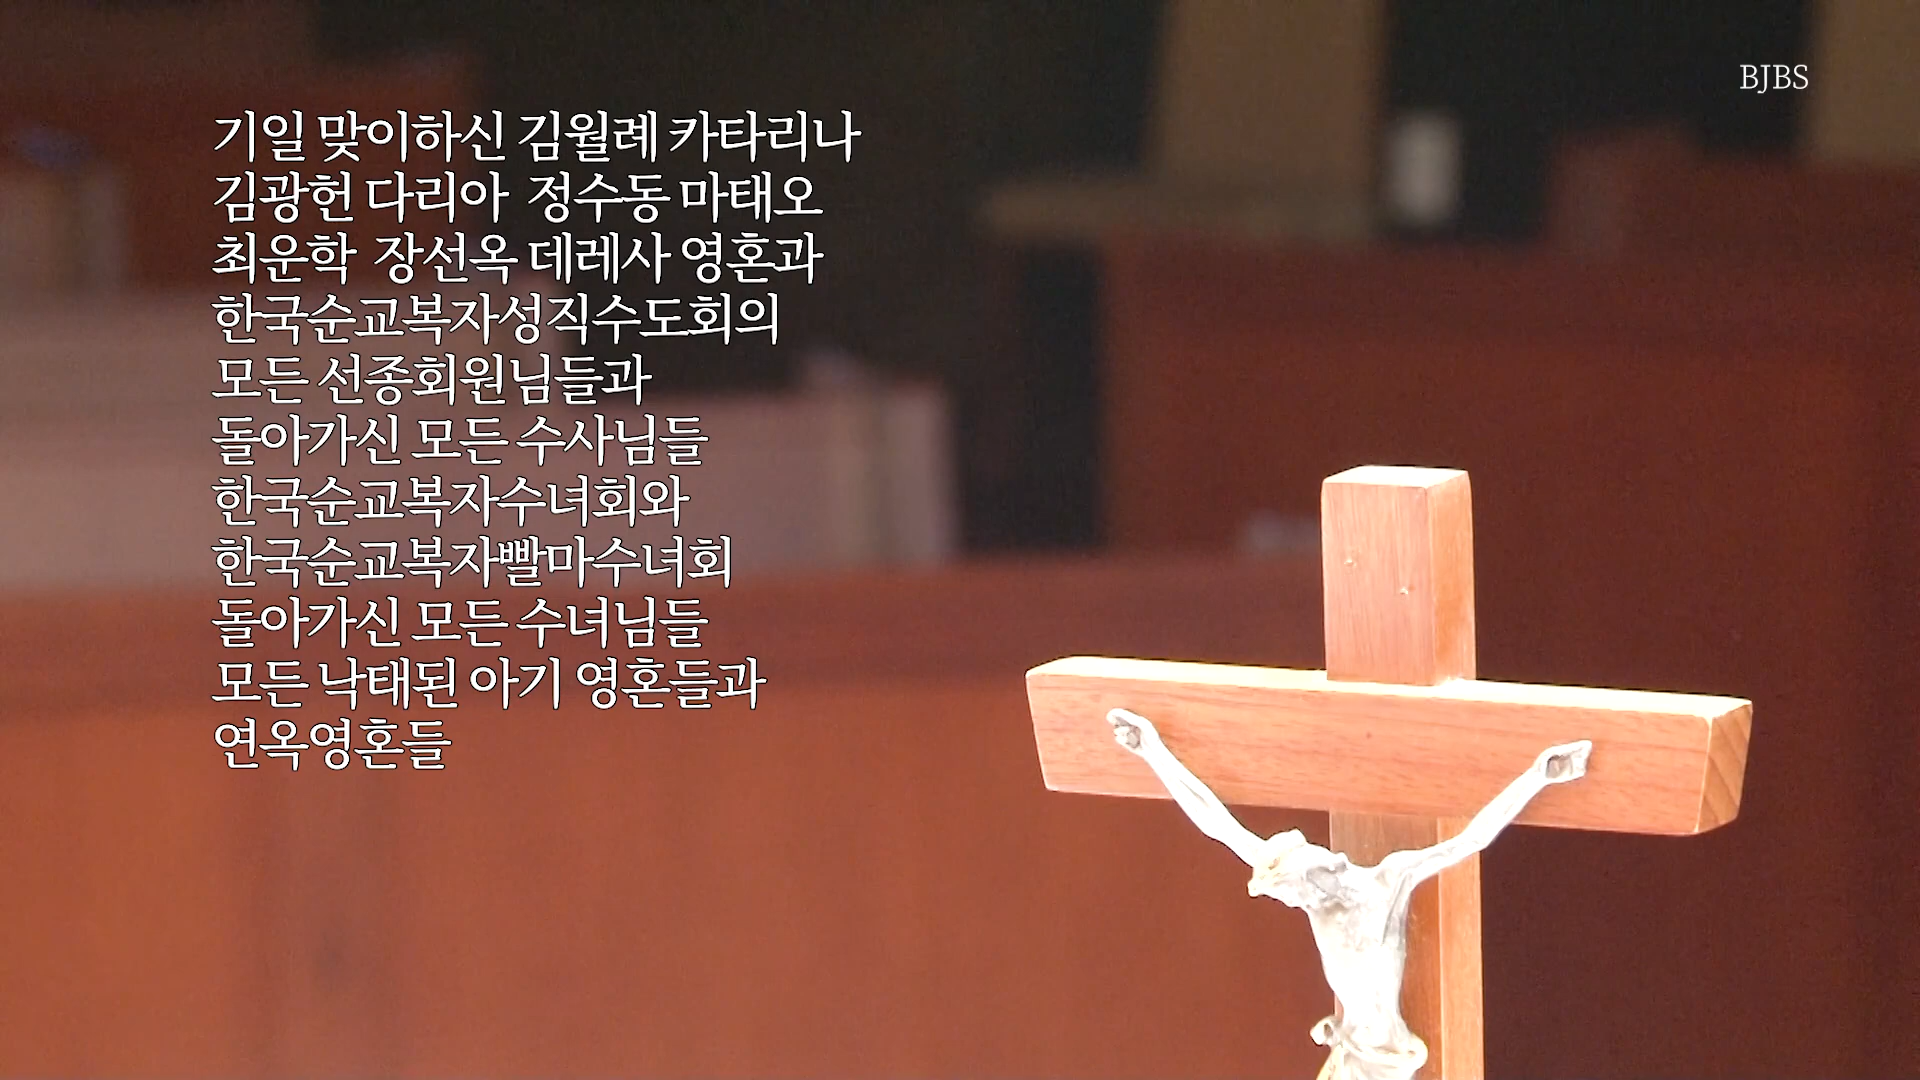 BJBS
기일 맞이하신 김월례 카타리나
김광헌 다리아 정수동 마태오
최운학 장선옥 데레사 영혼과
한국순교복자성직수도회의
모든 선종회원님들과
돌아가신 모든 수사님들
한국순교복자수녀회와
한국순교복자빨마수녀회
돌아가신 모든 수녀님들
모든 낙태된 아기 영혼들과
연옥영혼들